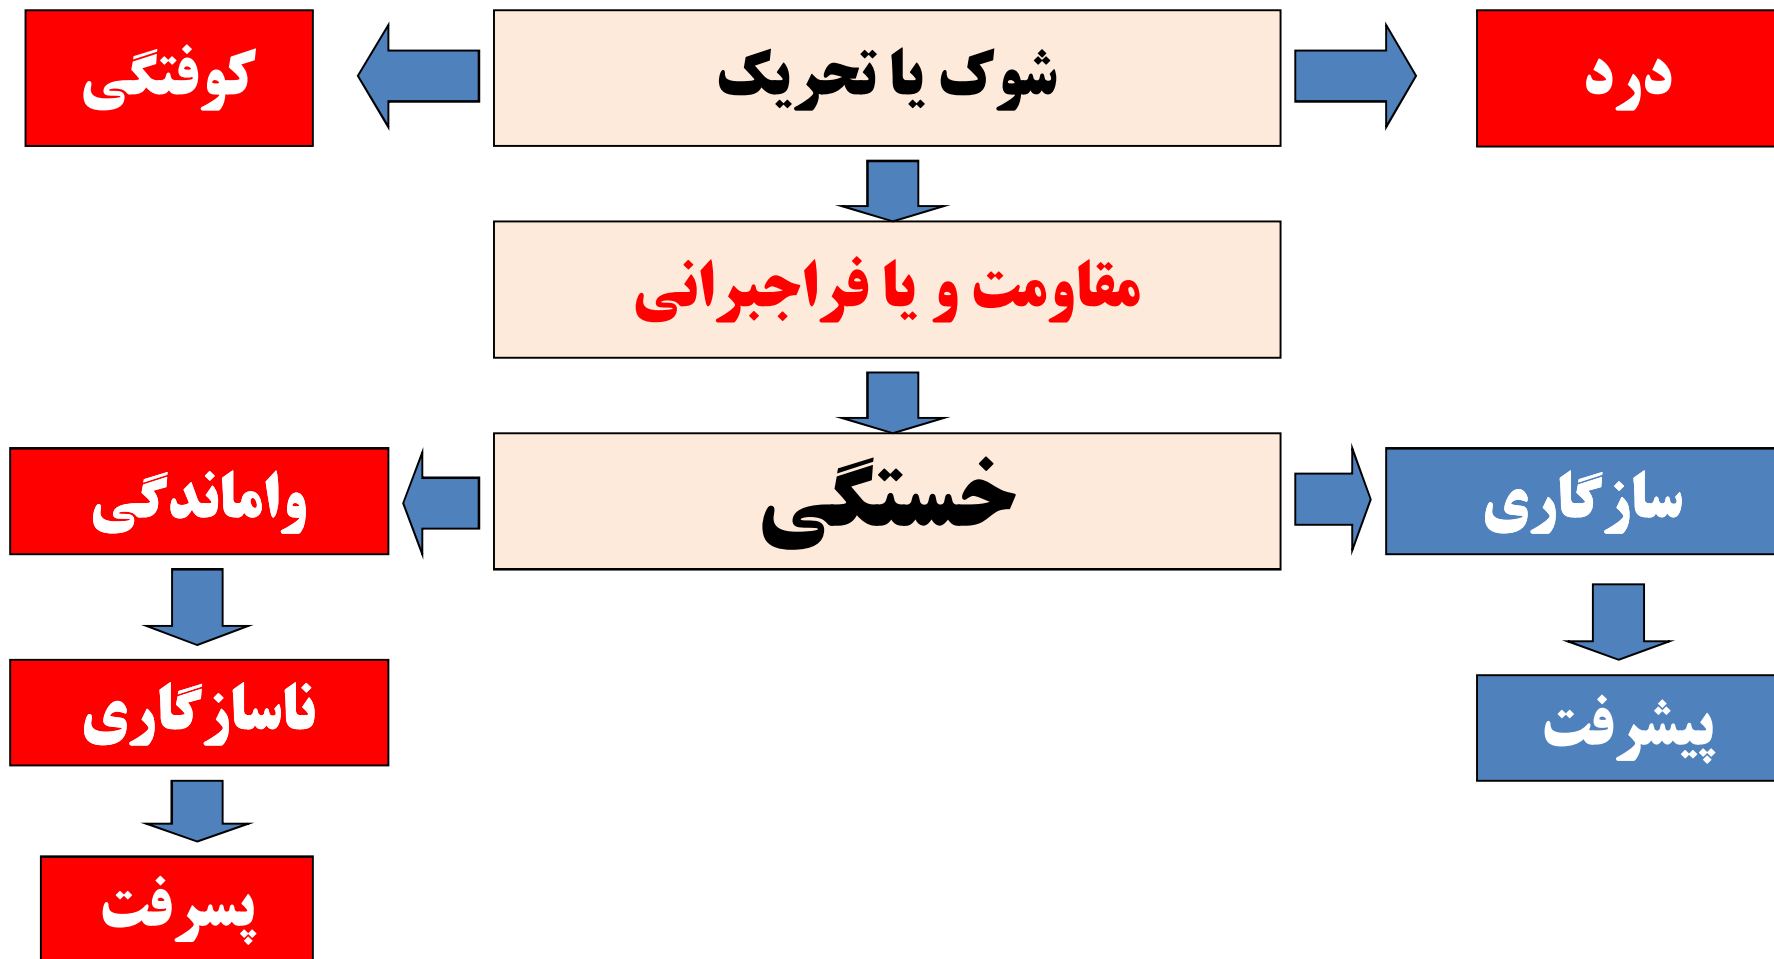 درد
شوک یا تحریک
کوفتگی
مقاومت و یا فراجبرانی
خستگی
سازگاری
واماندگی
پیشرفت
ناسازگاری
پسرفت